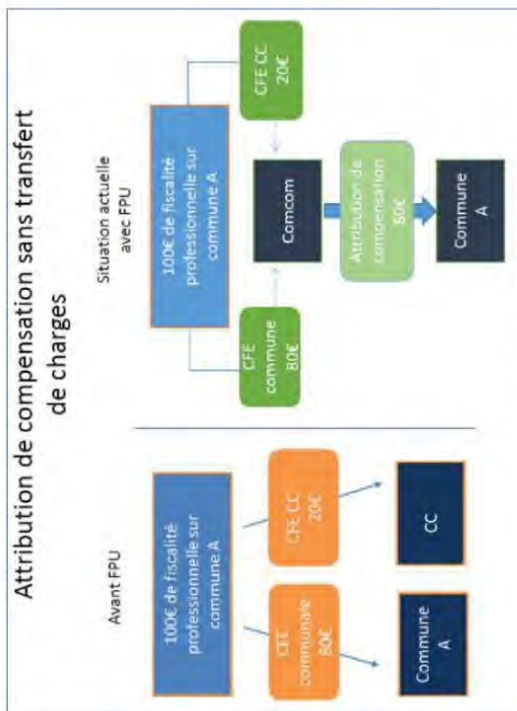 Attribution de compensation sans transfert
de charges
Avant FPU
100€ de fiscalité
professionnelle sur
commune A
CFE
communale
80€
CFE CC
20€
Commune
A
CC
Situation actuelle
avec FPU
100€ de fiscalité
professionnelle sur
commune A
CFE
commune
80€
CFE CC
20€
Comcom
Attribution de
compensation
80€
Commune
A